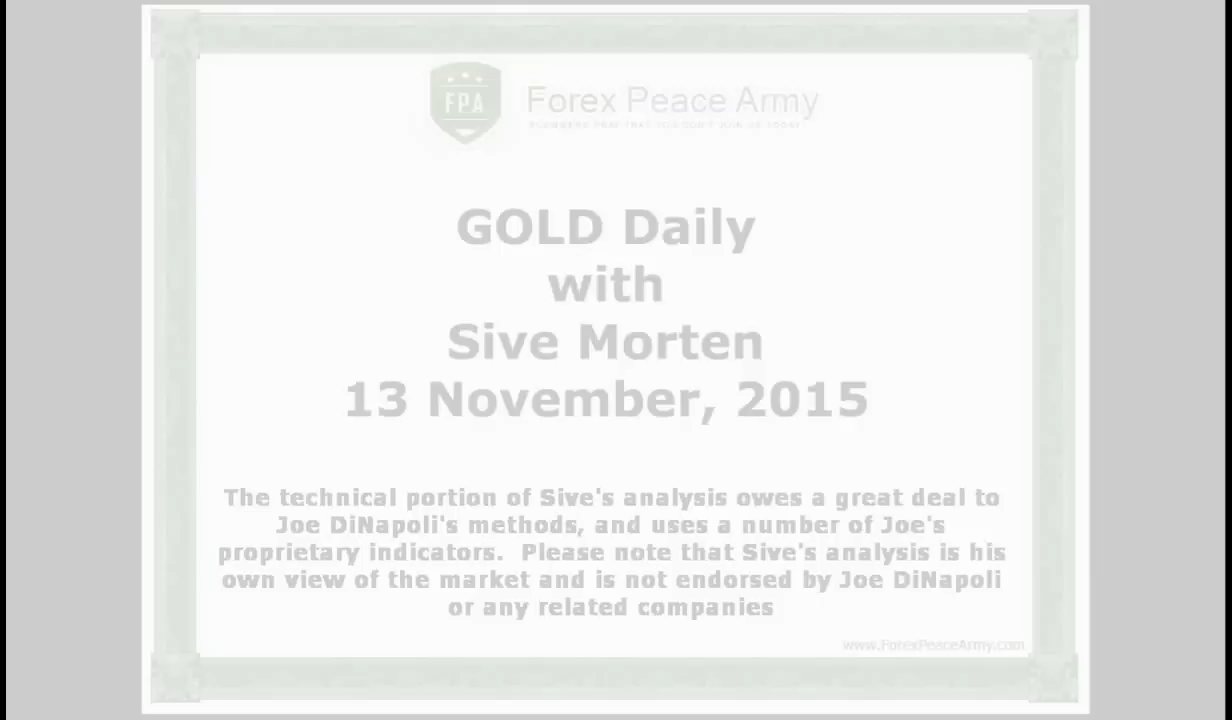 FPA
Forex Peace Army
GOLD Daily
with
Sive Morten
13 November, 2015
The technical portion of Sive's analysis owes a great deal to
Joe DiNapoli's methods, and uses a number of Joe's
proprietary indicators.  Please note that Sive's analysis is his
own view of the market and is not endorsed by Joe DiNapoli
or any related companies
www.ForexPeaceArmy.com